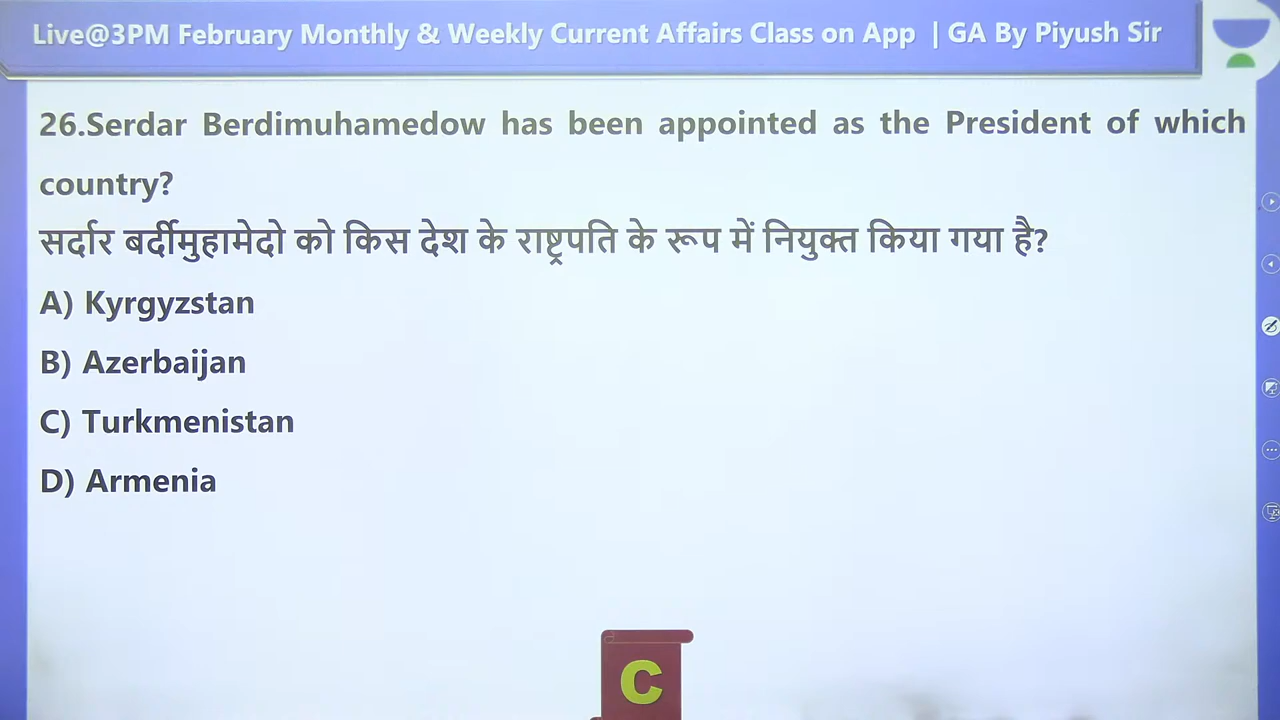 Live@3PM February Monthly & Weekly Current Affairs Class on App | GA By Piyush Sir
26.Serdar Berdimuhamedow has been appointed as the President of which
country?
सर्दार बर्दीमुहामेदो को किस देश के राष्ट्रपति के रूप में नियुक्त किया गया है?
A) Kyrgyzstan
B) Azerbaijan
C) Turkmenistan
D) Armenia
C